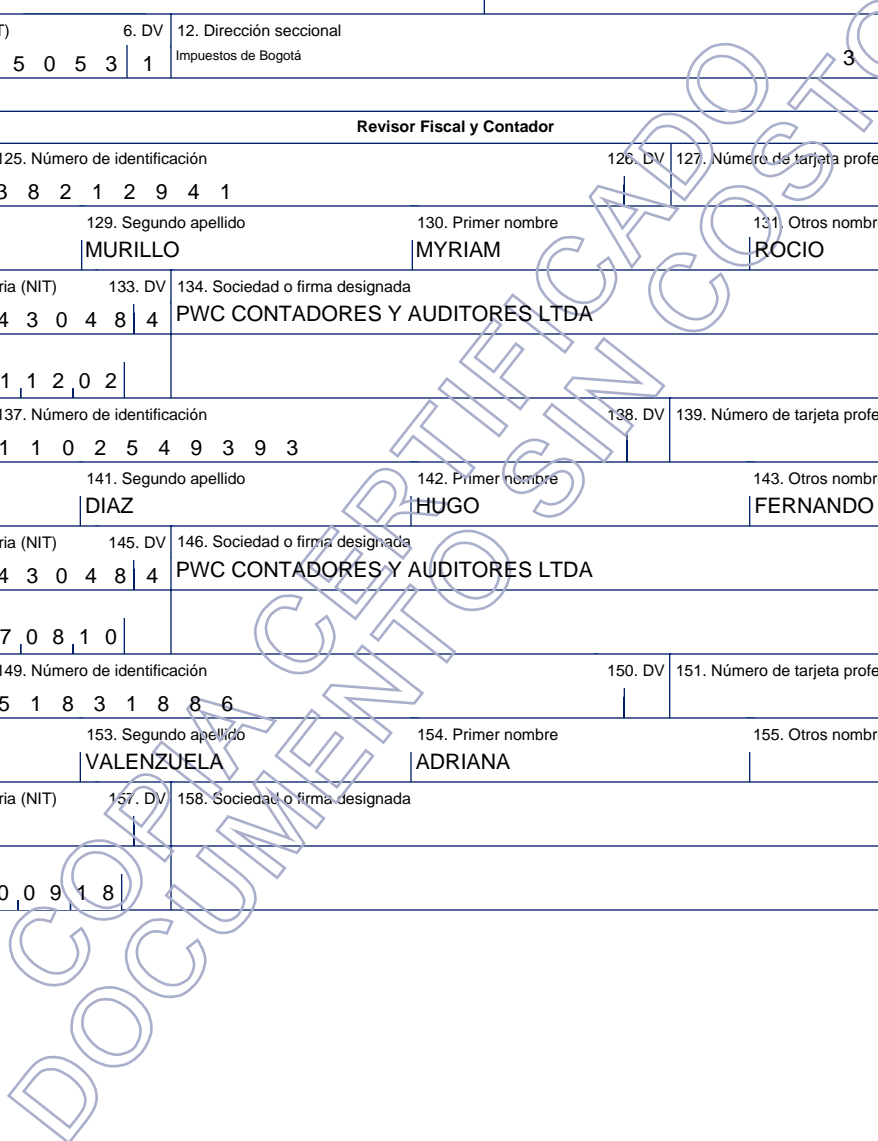 T) 6. DV 12. Dirección seccional
5 0 5 3 1 Impuestos de Bogotá 3
Revisor Fiscal y Contador
125. Número de identificación 126. DV 127. Número de tarjeta profe
3 8 2 1 2 9 4 1
129. Segundo apellido 130. Primer nombre 131. Otros nombr
MURILLO MYRIAM ROCIO
ria (NIT) 133. DV 134. Sociedad o firma designada
4 3 0 4 8 4 PWC CONTADORES Y AUDITORES LTDA
1 1 2 0 2
137. Número de identificación 138. DV 139. Número de tarjeta profe
1 1 0 2 5 4 9 3 9 3
141. Segundo apellido 142. Primer nombre 143. Otros nombr
DIAZ HUGO FERNANDO
ria (NIT) 145. DV 146. Sociedad o firma designada
4 3 0 4 8 4 PWC CONTADORES Y AUDITORES LTDA
7 0 8 1 0
149. Número de identificación 150. DV 151. Número de tarjeta profe
5 1 8 3 1 8 8 6
153. Segundo apellido 154. Primer nombre 155. Otros nombr
VALENZUELA ADRIANA
ria (NIT) 157. DV 158. Sociedad o firma designada
0 0 9 1 8
COPIA CERTIFICADO
DOCUMENTO SIN COSTO